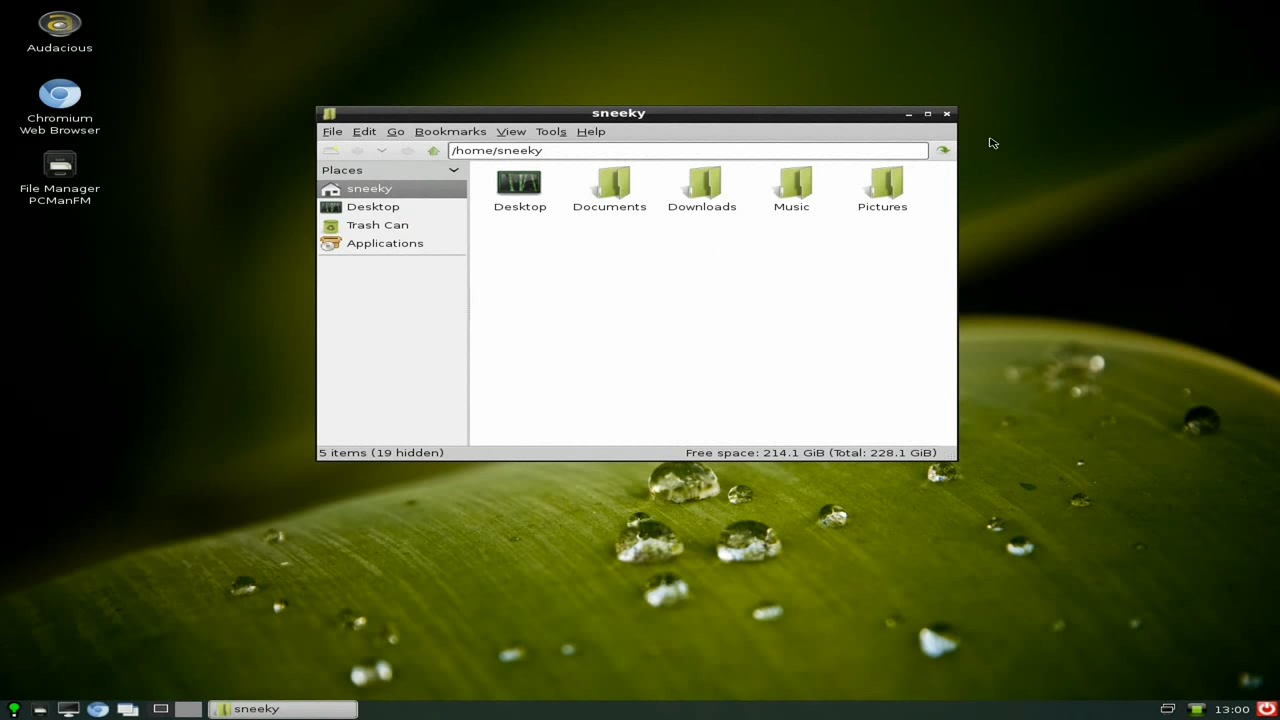 Audacious
Chromium
Web Browser
File Manager
PCManFM
sneeky
File Edit Go Bookmarks View Tools Help
/home/sneeky
Places
sneeky
Desktop
Trash Can
Applications
Desktop Documents Downloads Music Pictures
5 items (19 hidden) Free space: 214.1 GiB (Total: 228.1 GiB)
sneeky
13:00